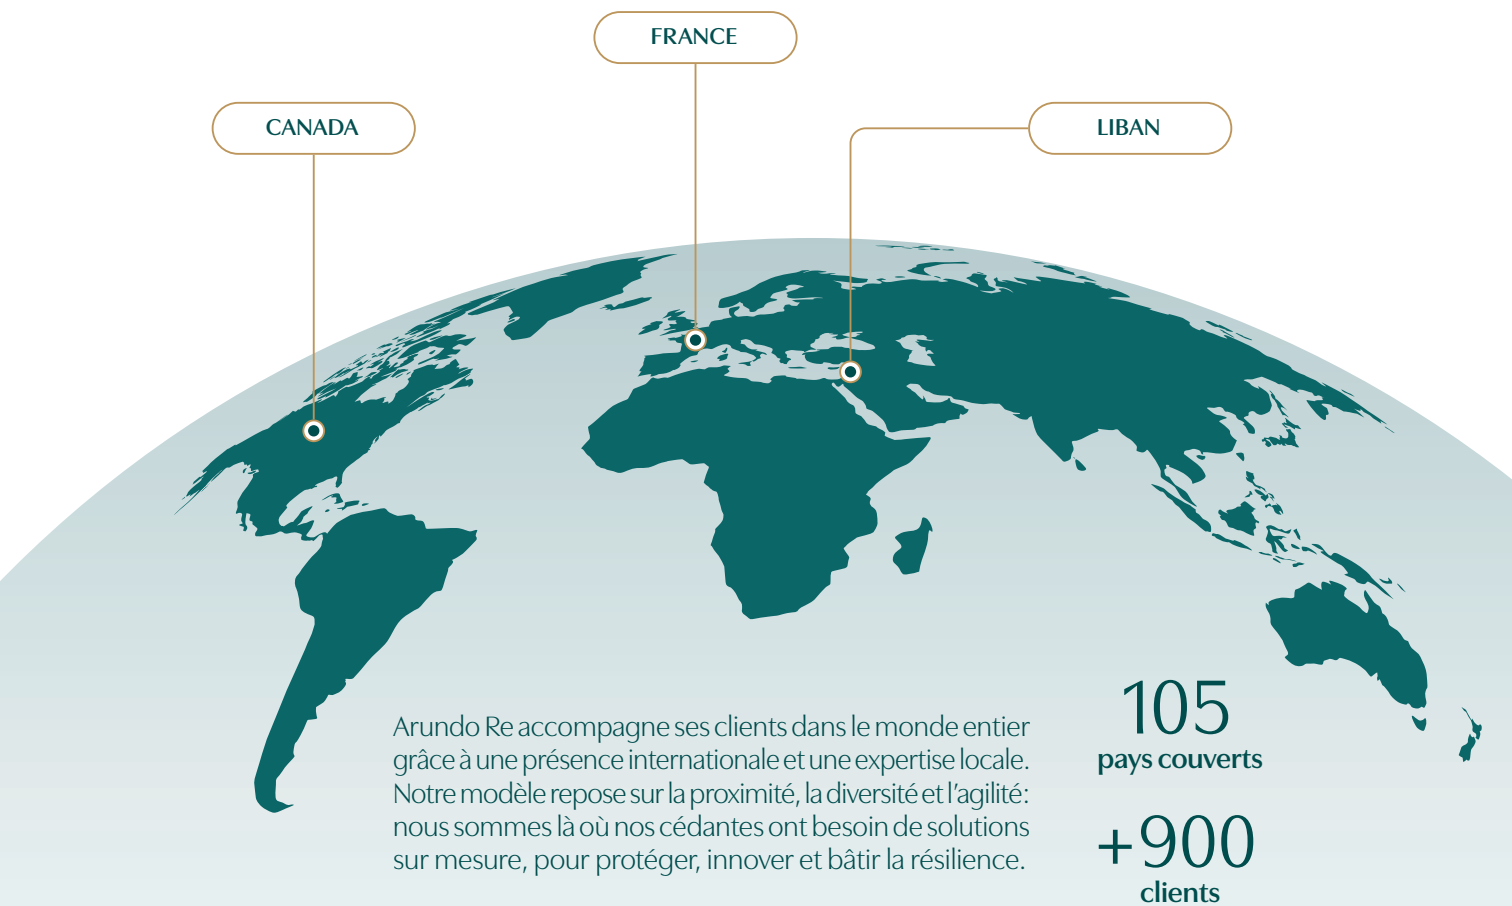 FRANCE
CANADA
LIBAN
Arundo Re accompagne ses clients dans le monde entier
grâce à une présence internationale et une expertise locale.
Notre modèle repose sur la proximité, la diversité et l'agilité:
nous sommes là où nos cédantes ont besoin de solutions
sur mesure, pour protéger, innover et bâtir la résilience.
105
pays couverts
+900
clients